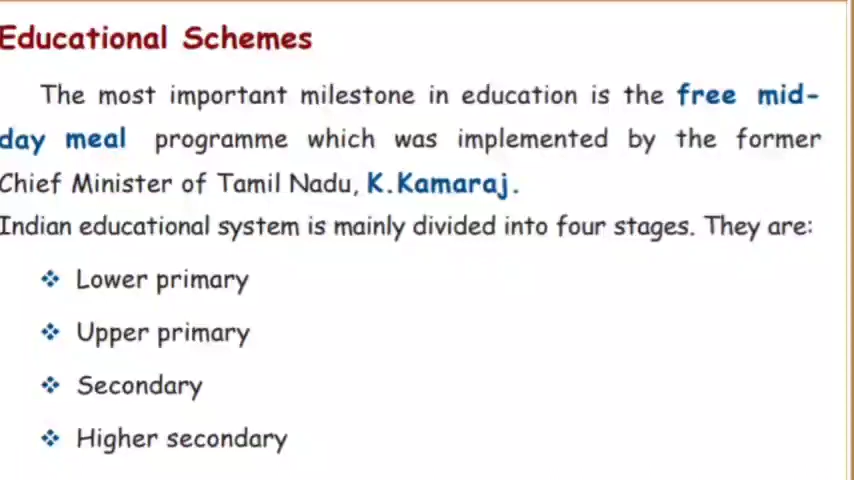 Educational Schemes
The most important milestone in education is the free mid-
day meal programme which was implemented by the former
Chief Minister of Tamil Nadu, K.Kamaraj.
Indian educational system is mainly divided into four stages. They are:
❖ Lower primary
❖ Upper primary
❖ Secondary
❖ Higher secondary